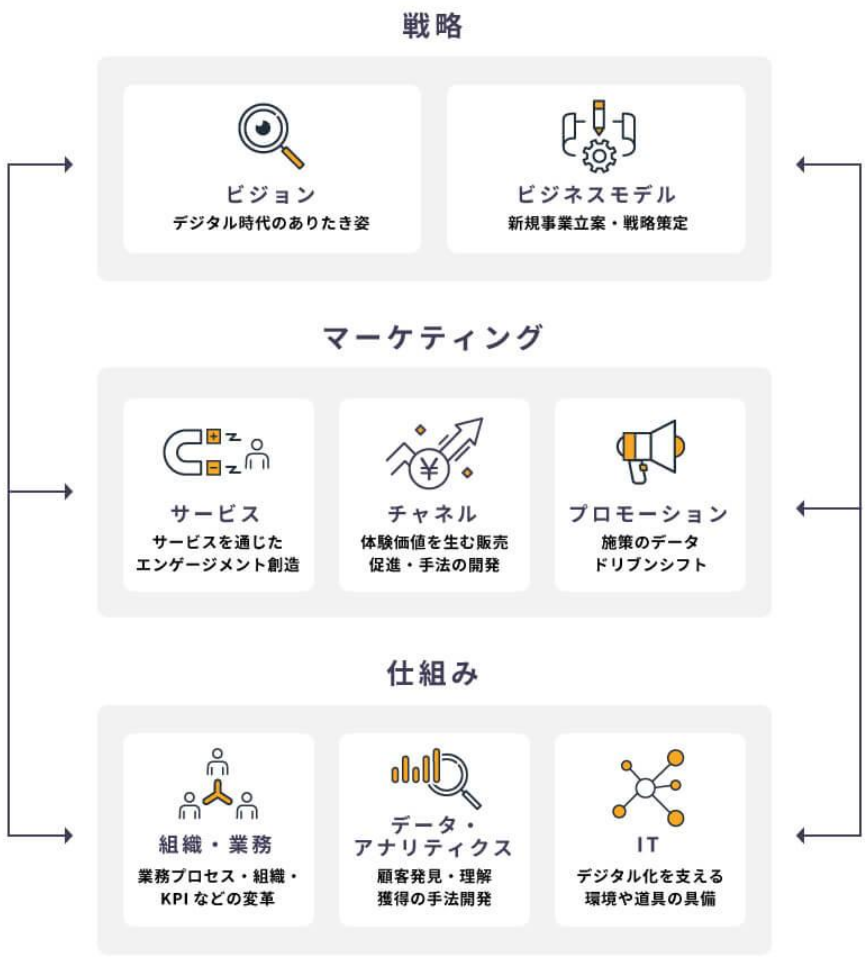 戦略
ビジョン
デジタル時代のありたき姿
ビジネスモデル
新規事業立案・戦略策定
マーケティング
サービス
サービスを通じた
エンゲージメント創造
チャネル
体験価値を生む販売
促進・手法の開発
プロモーション
施策のデータ
ドリブンシフト
仕組み
組織・業務
業務プロセス・組織・
KPI などの変革
データ・
アナリティクス
顧客発見・理解
獲得の手法開発
IT
デジタル化を支える
環境や道具の具備